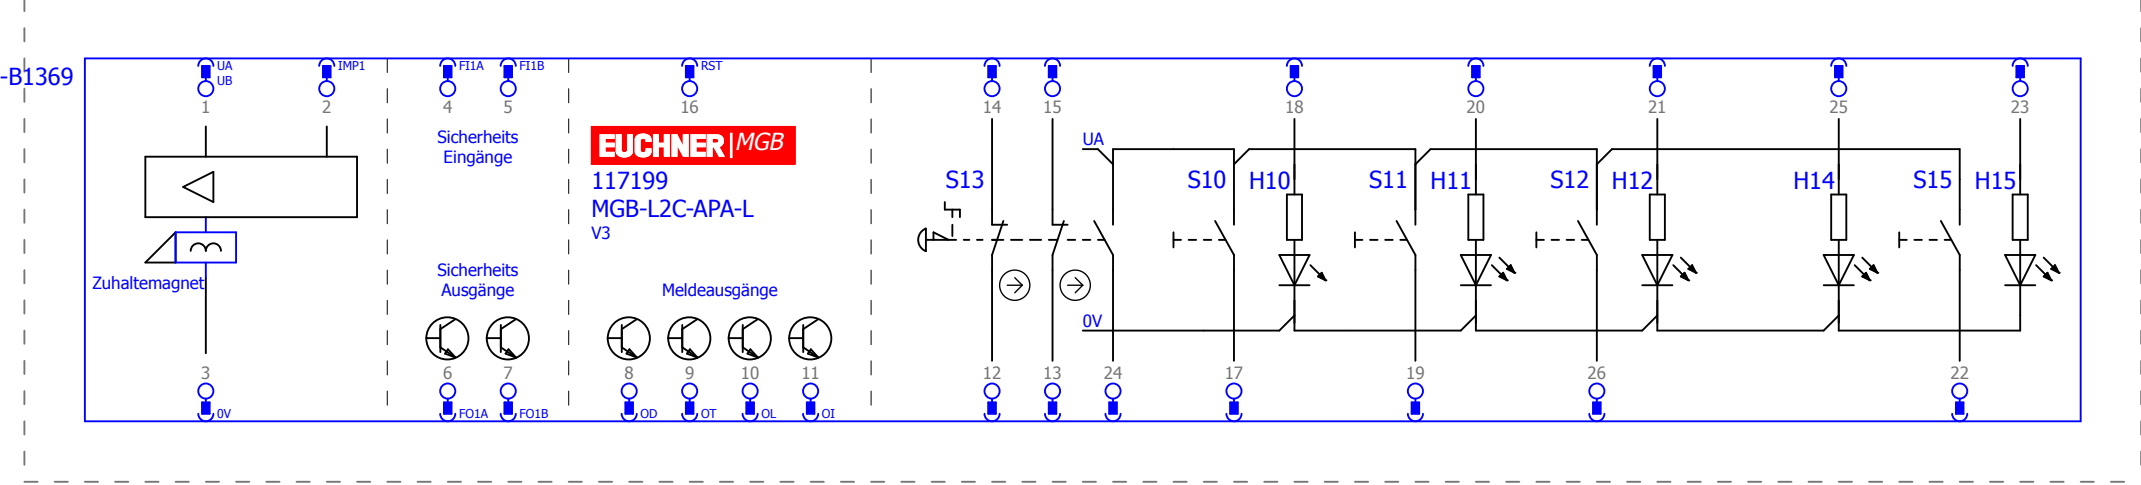 -B1369
UA
UB
IMP1
FI1A
FI1B
RST
1
2
4
5
16
14
15
18
20
21
25
23
Sicherheits
Eingänge
EUCHNER|MGB
117199
MGB-L2C-APA-L
V3
UA
S13
S10
H10
S11
H11
S12
H12
H14
S15
H15
Zuhaltemagnet
Sicherheits
Ausgänge
Meldeausgänge
0V
3
6
7
8
9
10
11
12
13
24
17
19
26
22
0V
FO1A
FO1B
OD
OT
OL
OI